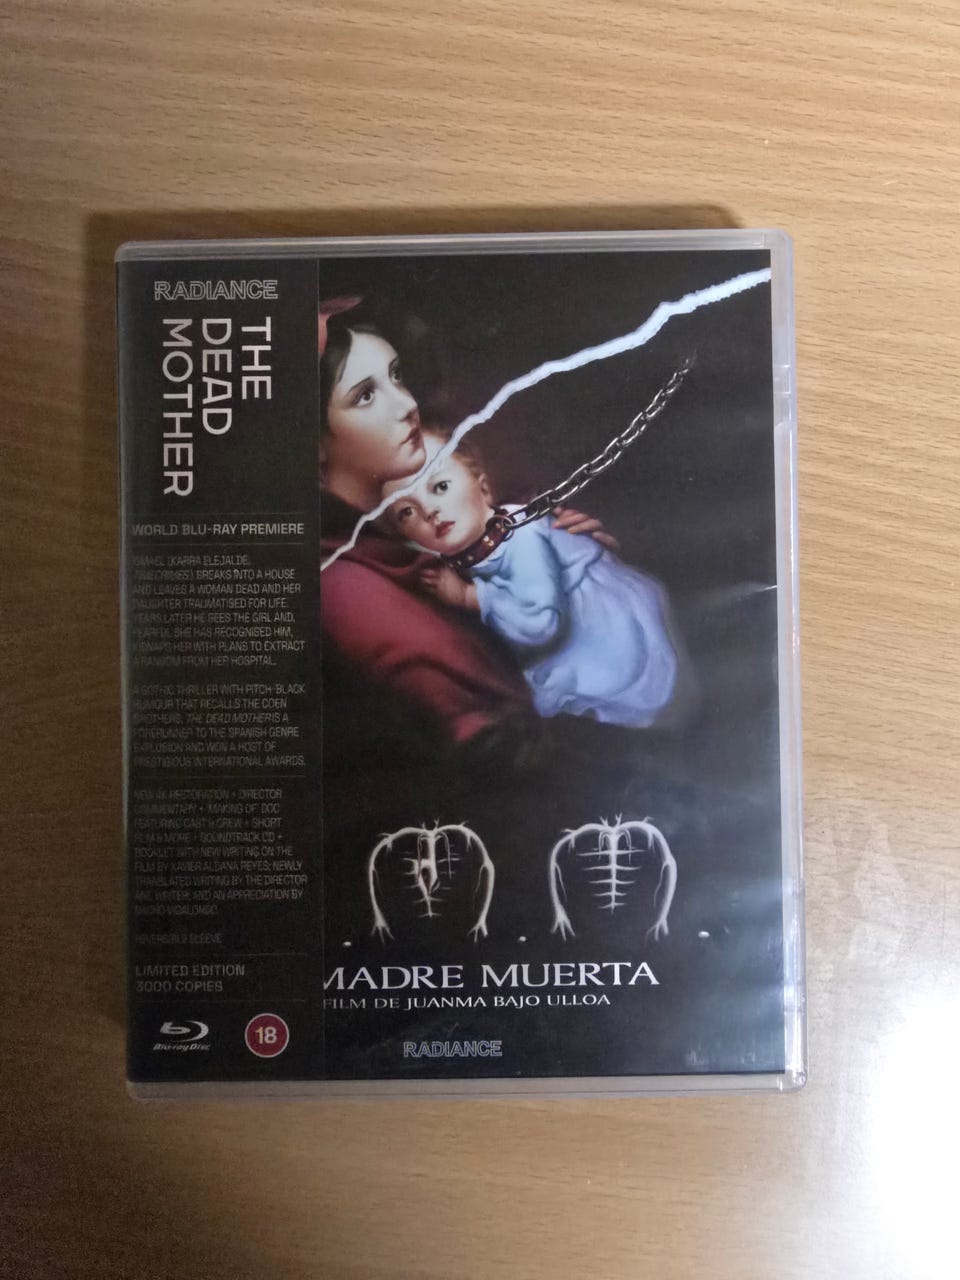 RADIANCE
THE
DEAD
MOTHER
WORLD BLU-RAY PREMIERE
ISMAEL (KARRA ELEJALDE,
TIMECRIMES) BREAKS INTO A HOUSE
AND LEAVES A WOMAN DEAD AND HER
DAUGHTER TRAUMATISED FOR LIFE.
YEARS LATER HE SEES THE GIRL AND,
FEARFUL SHE HAS RECOGNISED HIM,
KIDNAPS HER WITH PLANS TO EXTRACT
A RANSOM FROM HER HOSPITAL.
A GOTHIC THRILLER WITH PITCH-BLACK
HUMOUR THAT RECALLS THE COEN
BROTHERS, THE DEAD MOTHER IS A
FORERUNNER TO THE SPANISH GENRE
EXPLOSION AND WON A HOST OF
PRESTIGIOUS INTERNATIONAL AWARDS.
NEW 4K RESTORATION + DIRECTOR
COMMENTARY + 'MAKING OF' DOC
FEATURING CAST & CREW + SHORT
FILM & MORE + SOUNDTRACK CD +
BOOKLET WITH NEW WRITING ON THE
FILM BY XAVIER ALDANA REYES; NEWLY
TRANSLATED WRITING BY THE DIRECTOR
AND WRITER; AND AN APPRECIATION BY
NACHO VIGALONDO
REVERSIBLE SLEEVE
LIMITED EDITION
3000 COPIES
Blu-ray Disc
18
MADRE MUERTA
FILM DE JUANMA BAJO ULLOA
RADIANCE